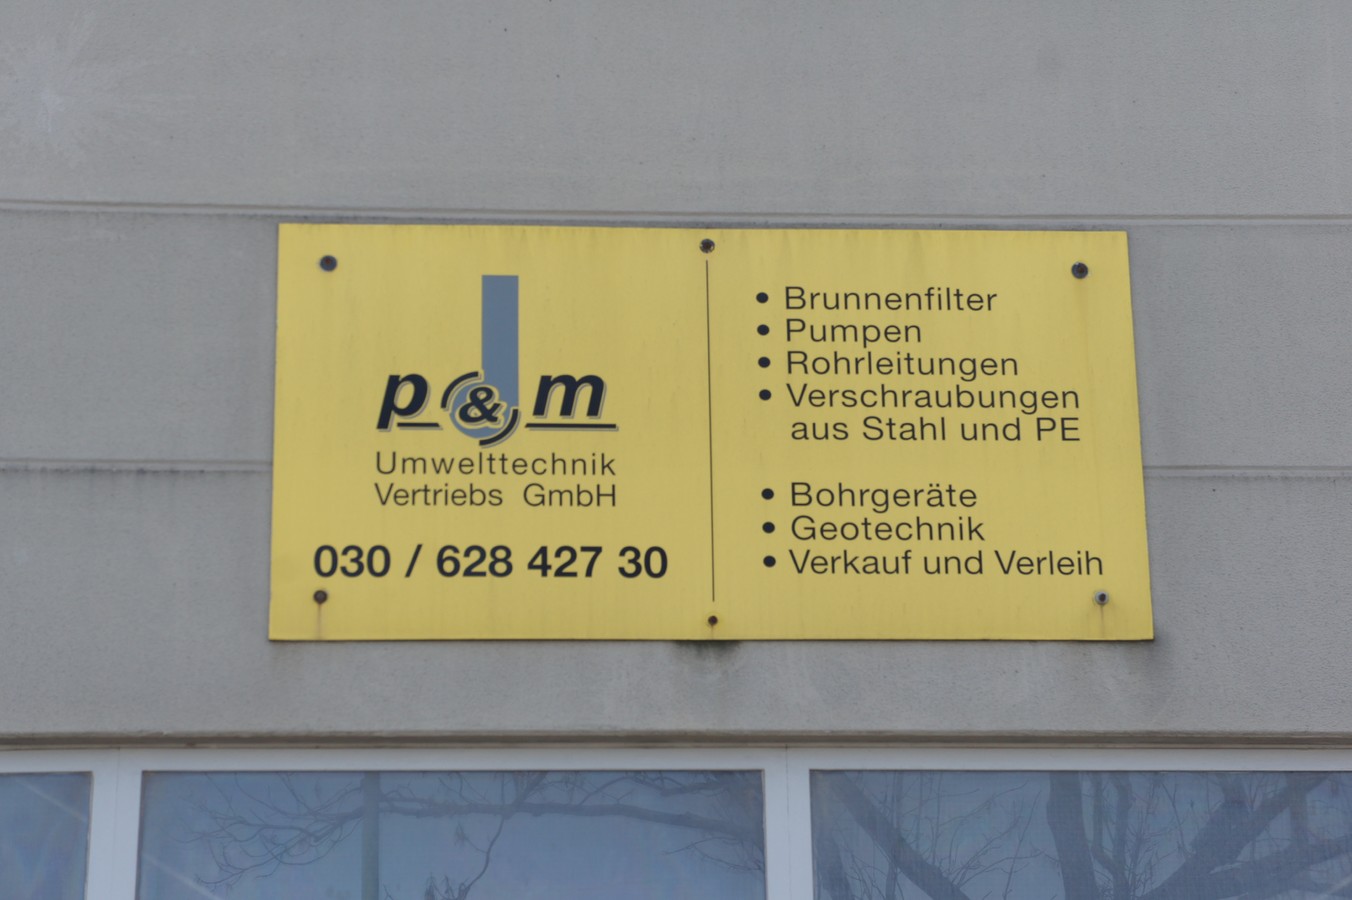 p & m
Umwelttechnik
Vertriebs GmbH
030 / 628 427 30
• Brunnenfilter
• Pumpen
• Rohrleitungen
• Verschraubungen
aus Stahl und PE
• Bohrgeräte
• Geotechnik
• Verkauf und Verleih